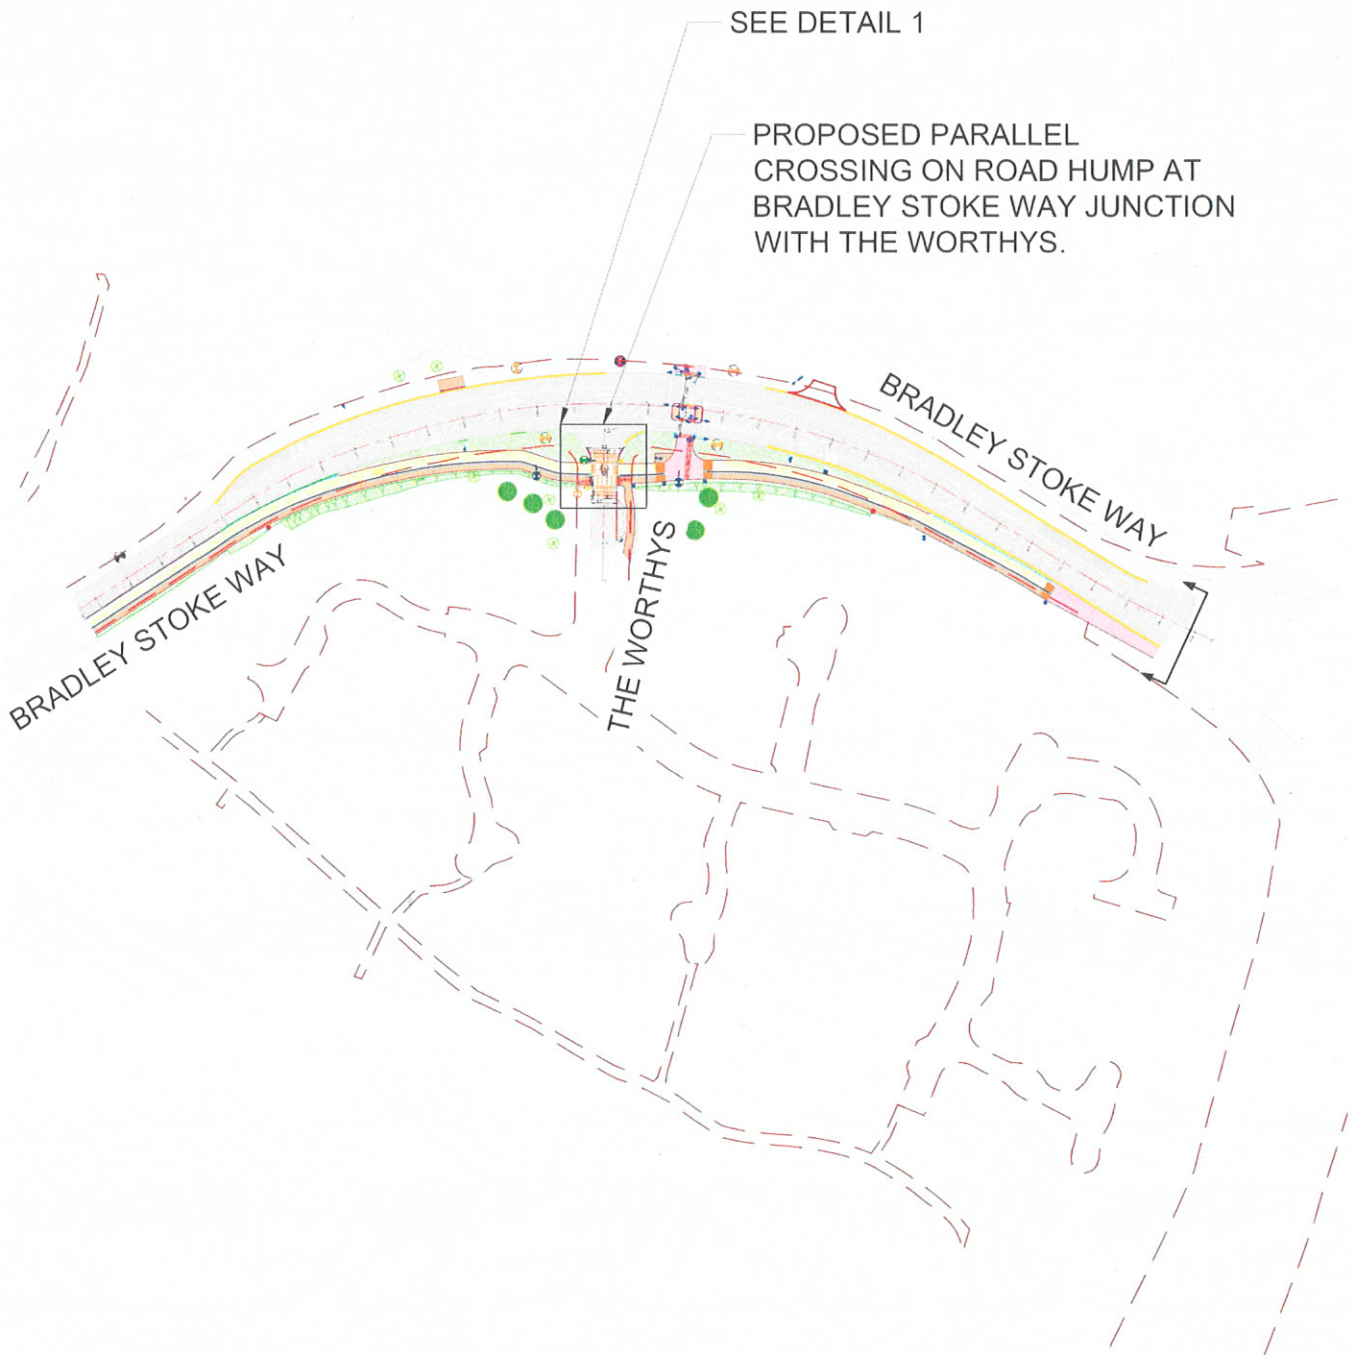 SEE DETAIL 1
PROPOSED PARALLEL
CROSSING ON ROAD HUMP AT
BRADLEY STOKE WAY JUNCTION
WITH THE WORTHYS.
BRADLEY STOKE WAY
BRADLEY STOKE WAY
THE WORTHYS